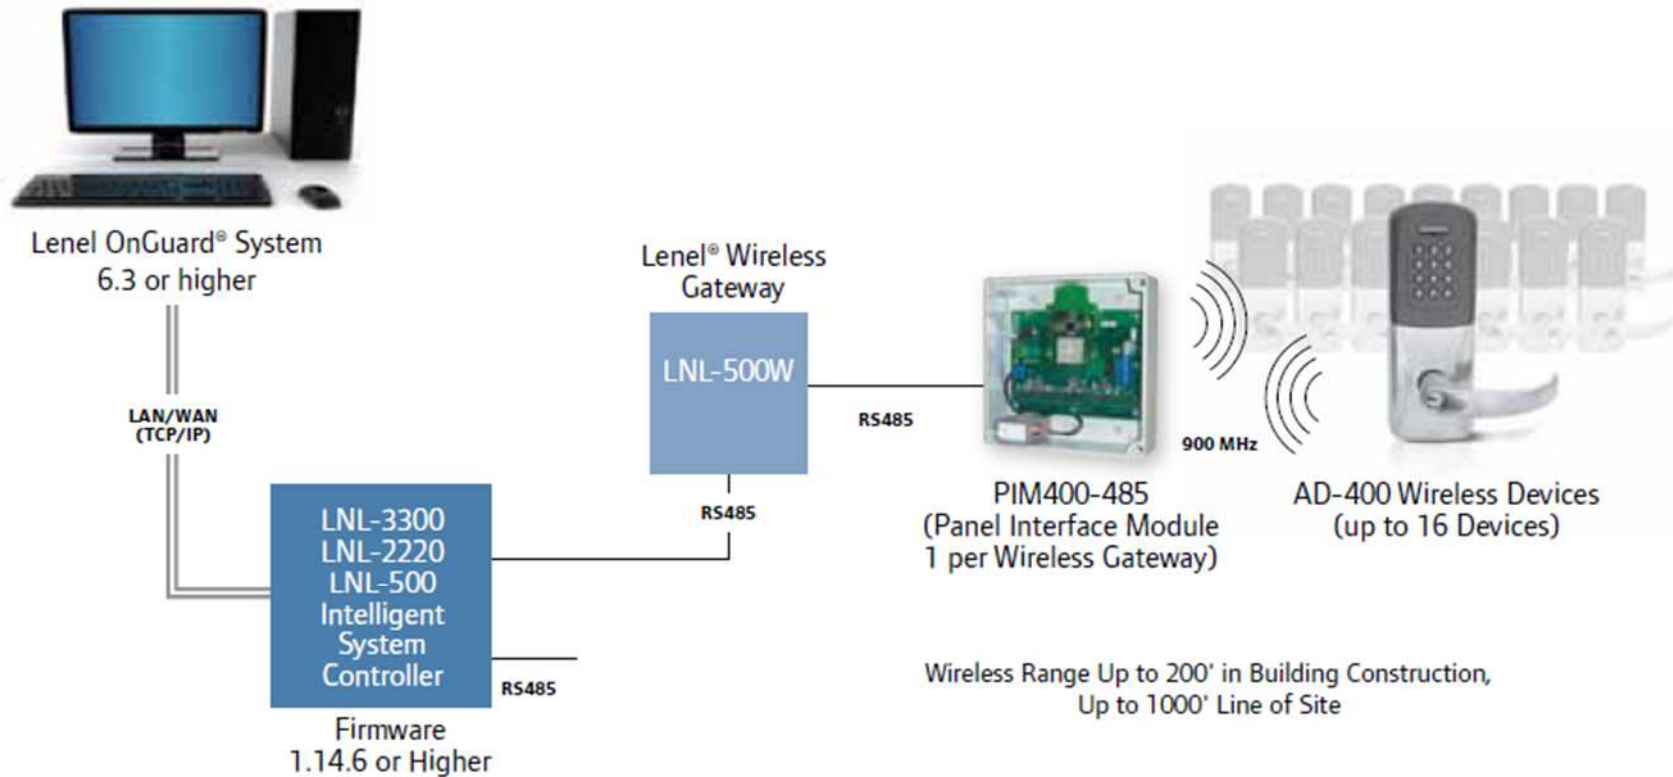 Lenel OnGuard® System
6.3 or higher
LAN/WAN
(TCP/IP)
LNL-3300
LNL-2220
LNL-500
Intelligent
System
Controller
Firmware
1.14.6 or Higher
RS485
RS485
Lenel® Wireless
Gateway
LNL-500W
RS485
PIM400-485
(Panel Interface Module
1 per Wireless Gateway)
900 MHz
AD-400 Wireless Devices
(up to 16 Devices)
Wireless Range Up to 200' in Building Construction,
Up to 1000' Line of Site